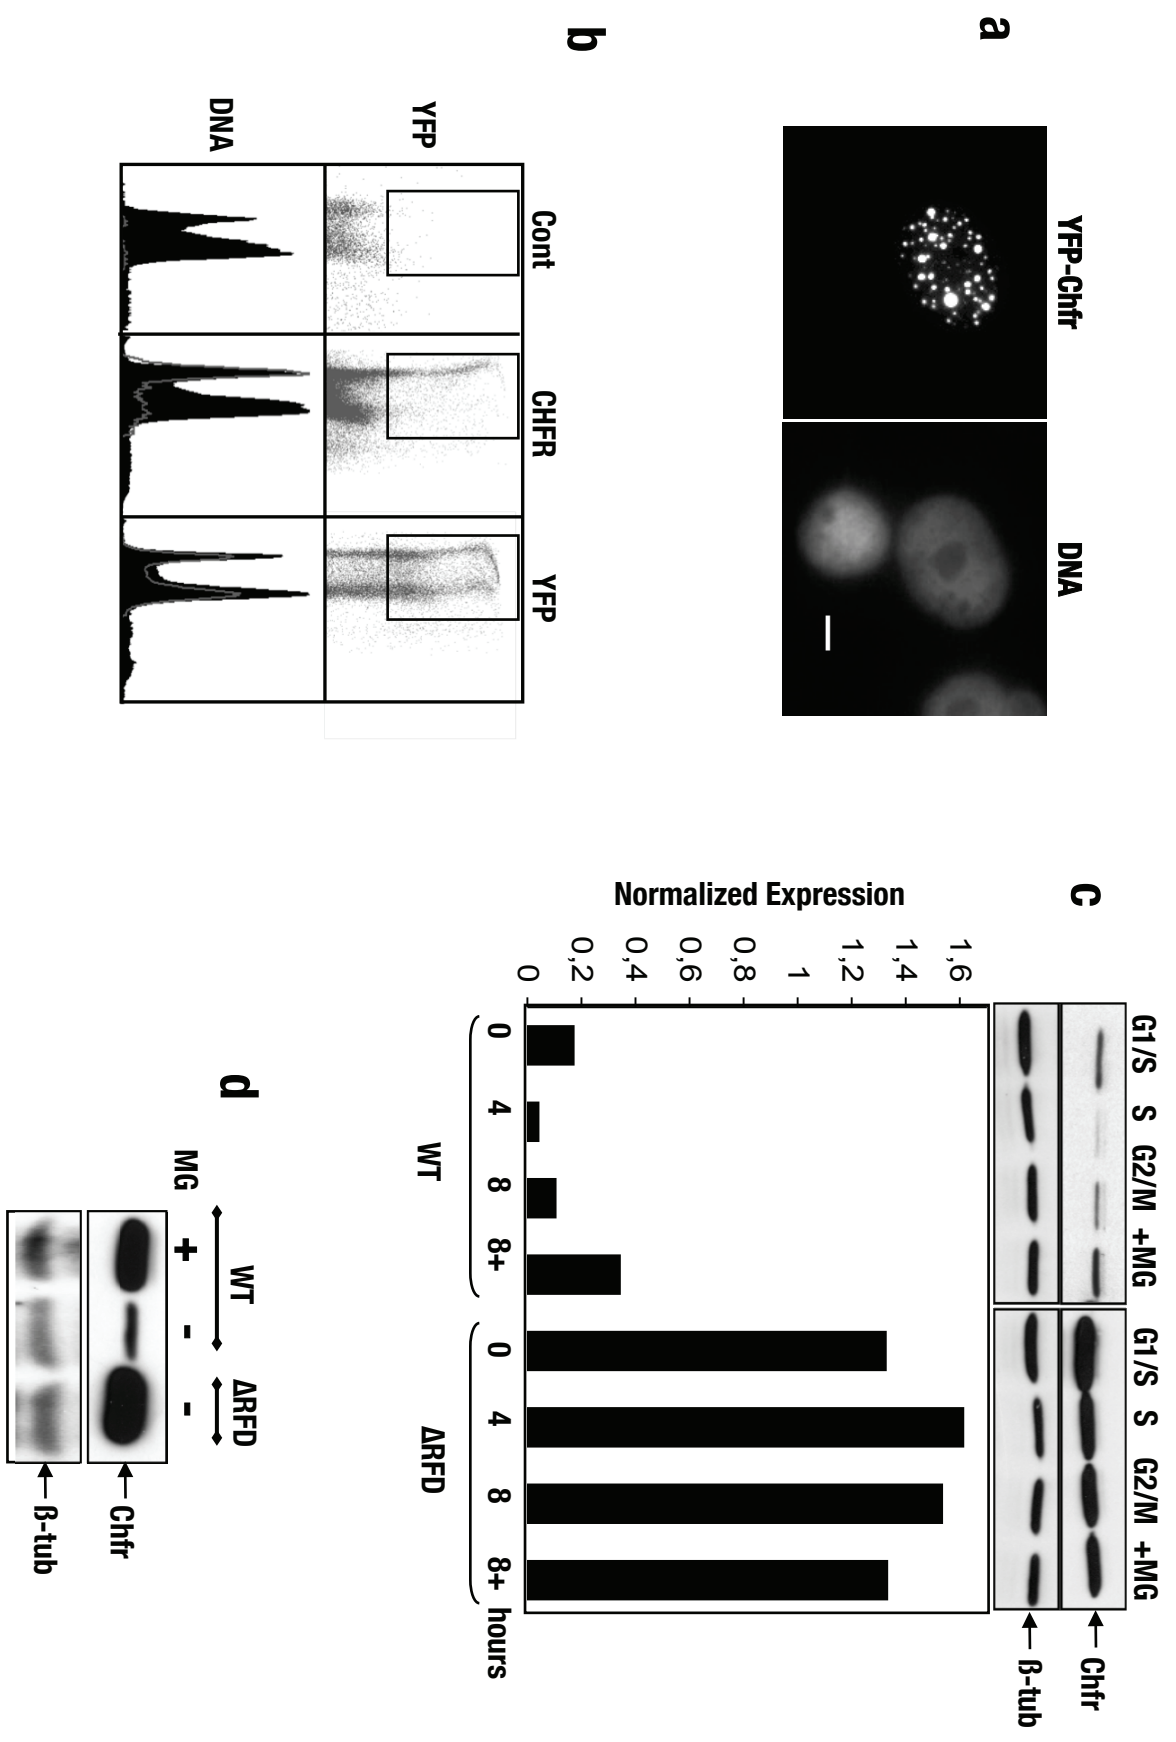 a
YFP-Chfr DNA
b
Cont CHFR YFP
YFP
DNA
c
G1/S S G2/M +MG G1/S S G2/M +MG
Chfr
ß-tub
Normalized Expression
1,6
1,4
1,2
1
0,8
0,6
0,4
0,2
0
0 4 8 8+ 0 4 8 8+ hours
WT ΔRFD
d
WT ΔRFD
MG + - -
Chfr
ß-tub